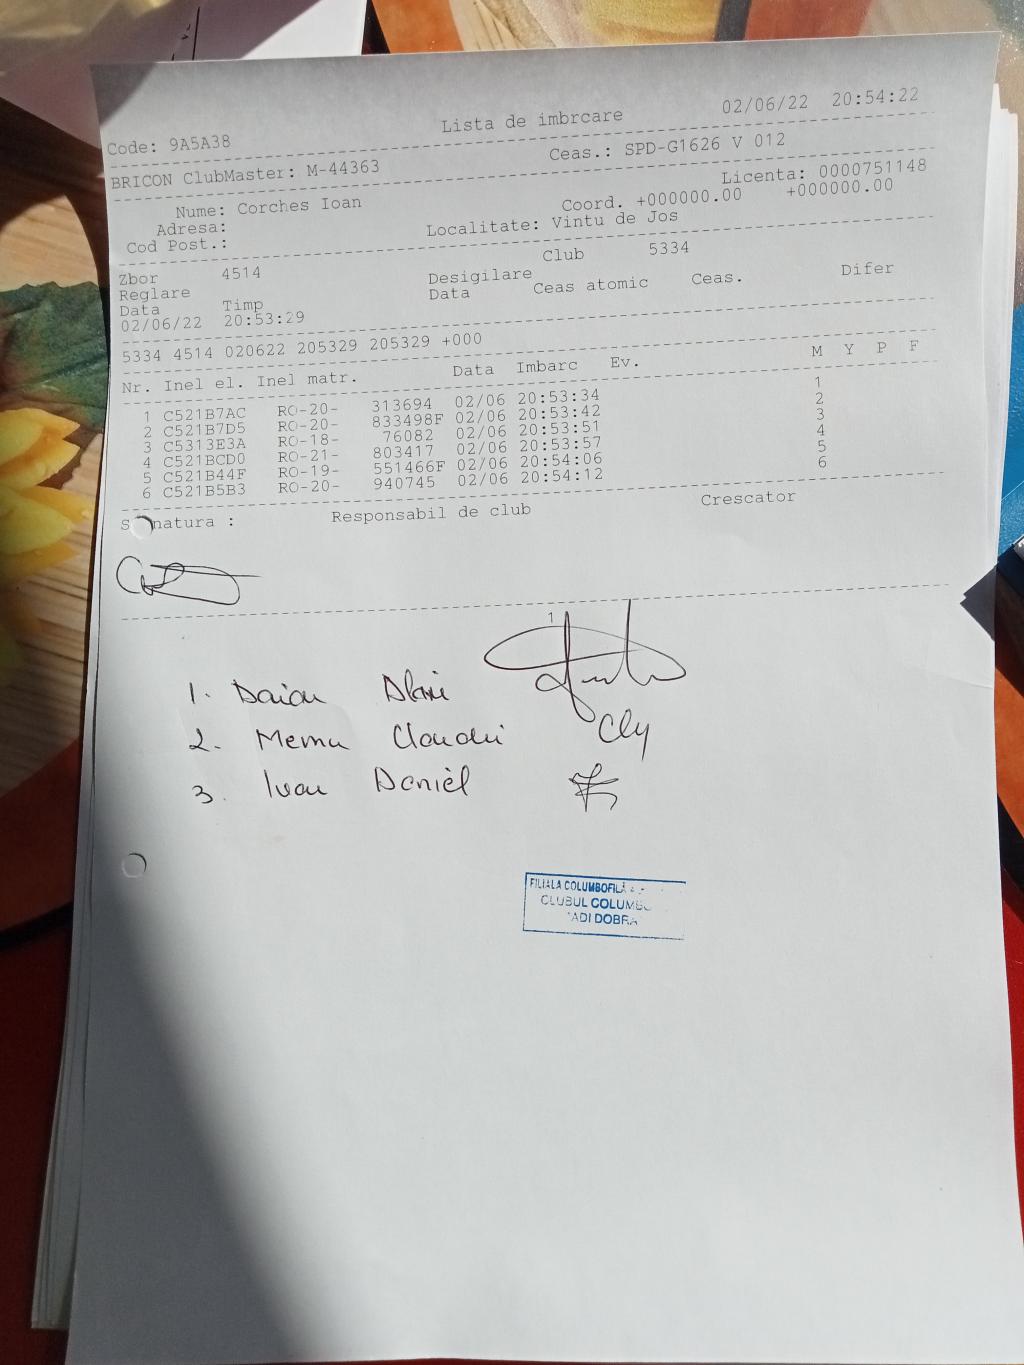 Lista de imbrcare 02/06/22 20:54:22
Code: 9A5A38
BRICON ClubMaster: M-44363 Ceas.: SPD-G1626 V 012
Licenta: 0000751148
Nume: Corches Ioan Coord. +000000.00 +000000.00
Adresa: Localitate: Vintu de Jos
Cod Post.:
Zbor 4514 Club 5334
Reglare Desigilare
Data Timp Data Ceas atomic Ceas. Difer
02/06/22 20:53:29
5334 4514 020622 205329 205329 +000
Nr. Inel el. Inel matr. Data Imbarc Ev. M Y P F
1 C521B7AC RO-20- 313694 02/06 20:53:34 1
2 C521B7D5 RO-20- 833498F 02/06 20:53:42 2
3 C5313E3A RO-18- 76082 02/06 20:53:51 3
4 C521BCD0 RO-21- 803417 02/06 20:53:57 4
5 C521B44F RO-19- 551466F 02/06 20:54:06 5
6 C521B5B3 RO-20- 940745 02/06 20:54:12 6
S natura : Responsabil de club Crescator
1
1. Daian
2. Claudiu
3. Ivan Daniel
FILIALA COLUMBOFILĂ
CLUBUL
ADI DOBRA